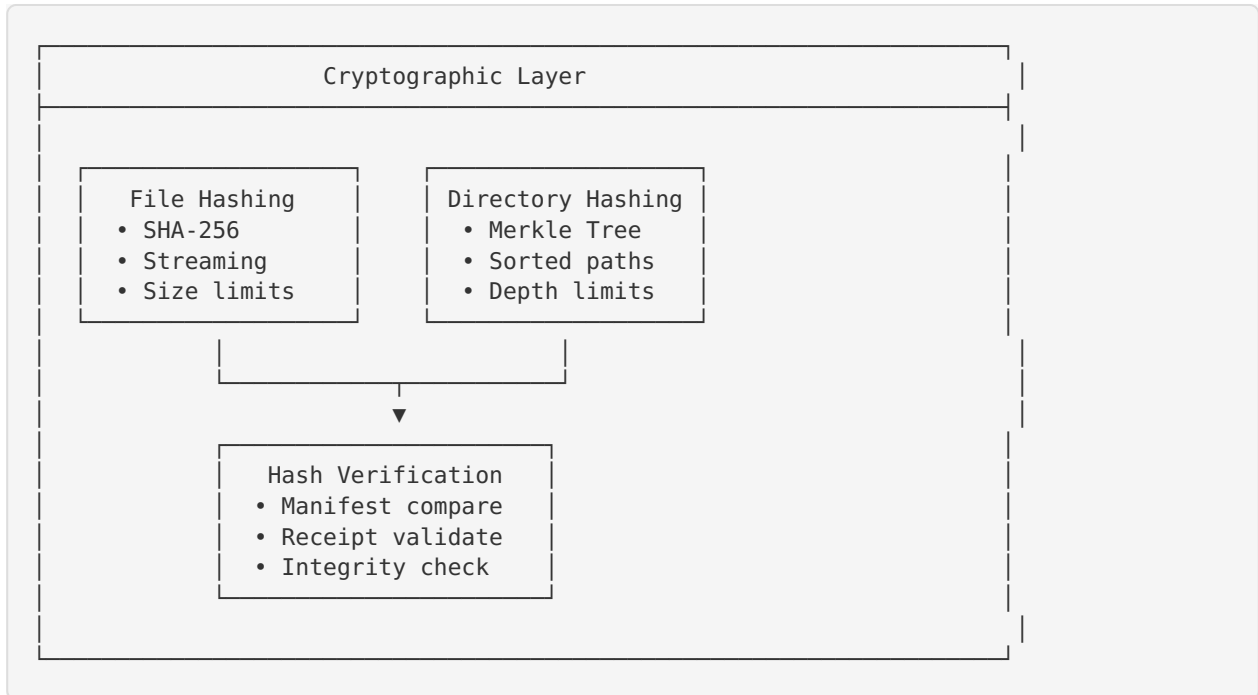 Cryptographic Layer
File Hashing Directory Hashing
• SHA-256 • Merkle Tree
• Streaming • Sorted paths
• Size limits • Depth limits
Hash Verification
• Manifest compare
• Receipt validate
• Integrity check